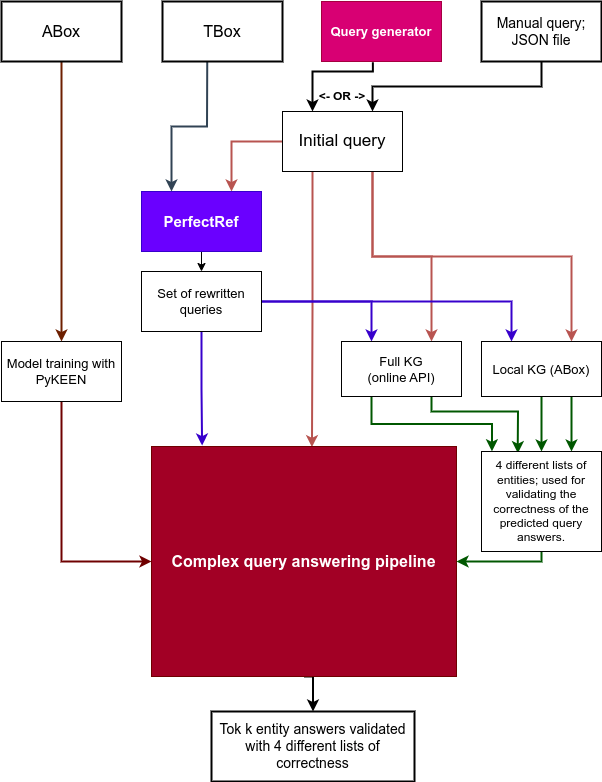 ABox
TBox
Query generator
Manual query;
JSON file
<- OR ->
Initial query
PerfectRef
Set of rewritten
queries
Model training with
PyKEEN
Full KG
(online API)
Local KG (ABox)
4 different lists of
entities; used for
validating the
correctness of the
predicted query
answers.
Complex query answering pipeline
Tok k entity answers validated
with 4 different lists of
correctness